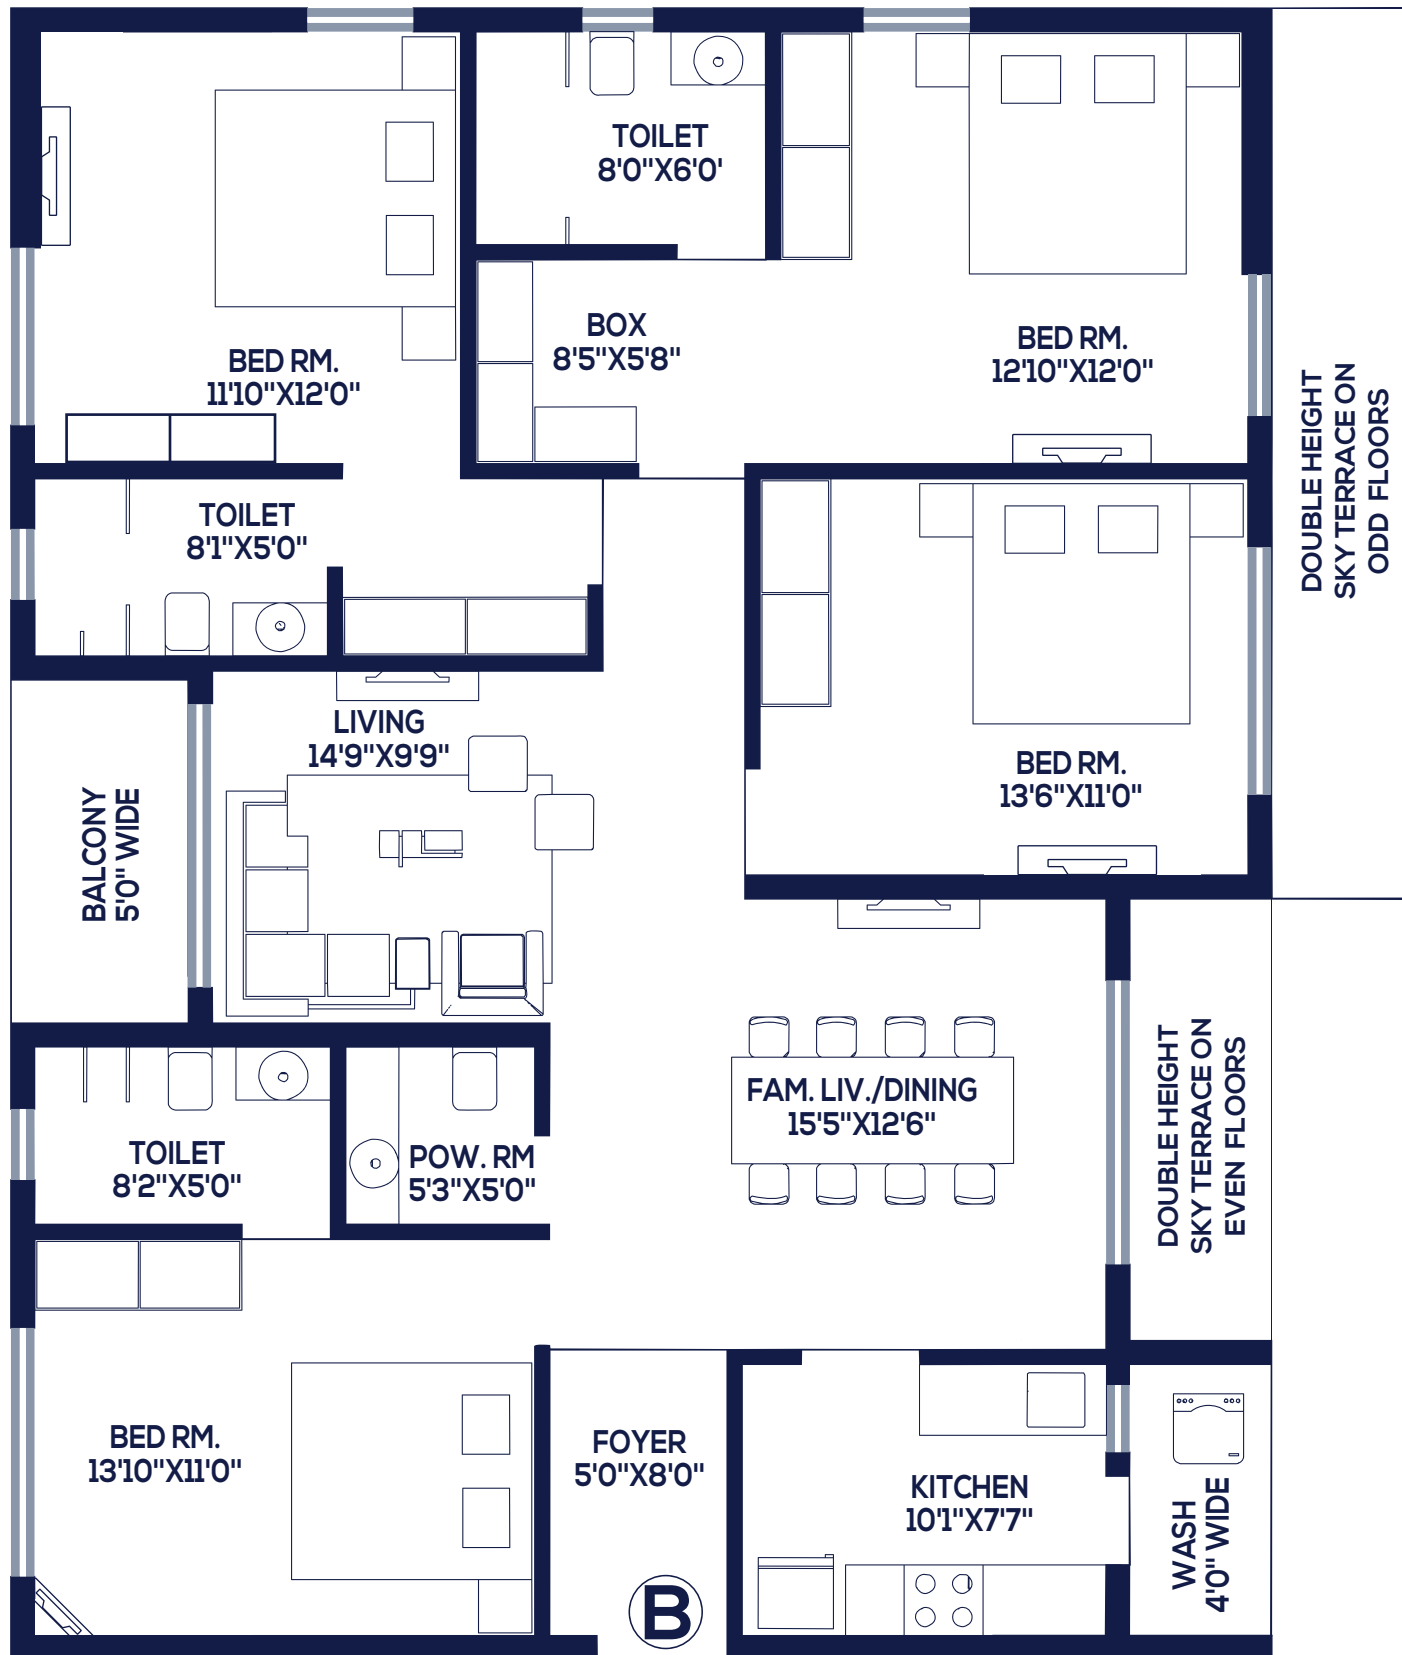 TOILET
8'0"X6'0'
BOX
8'5"X5'8"
BED RM.
12'10"X12'0"
BED RM.
11'10"X12'0"
DOUBLE HEIGHT
SKY TERRACE ON
ODD FLOORS
TOILET
8'1"X5'0"
LIVING
14'9"X9'9"
BED RM.
13'6"X11'0"
BALCONY
5'0" WIDE
FAM. LIV./DINING
15'5"X12'6"
DOUBLE HEIGHT
SKY TERRACE ON
EVEN FLOORS
TOILET
8'2"X5'0"
POW. RM
5'3"X5'0"
BED RM.
13'10"X11'0"
FOYER
5'0"X8'0"
KITCHEN
10'1"X7'7"
WASH
4'0" WIDE
B